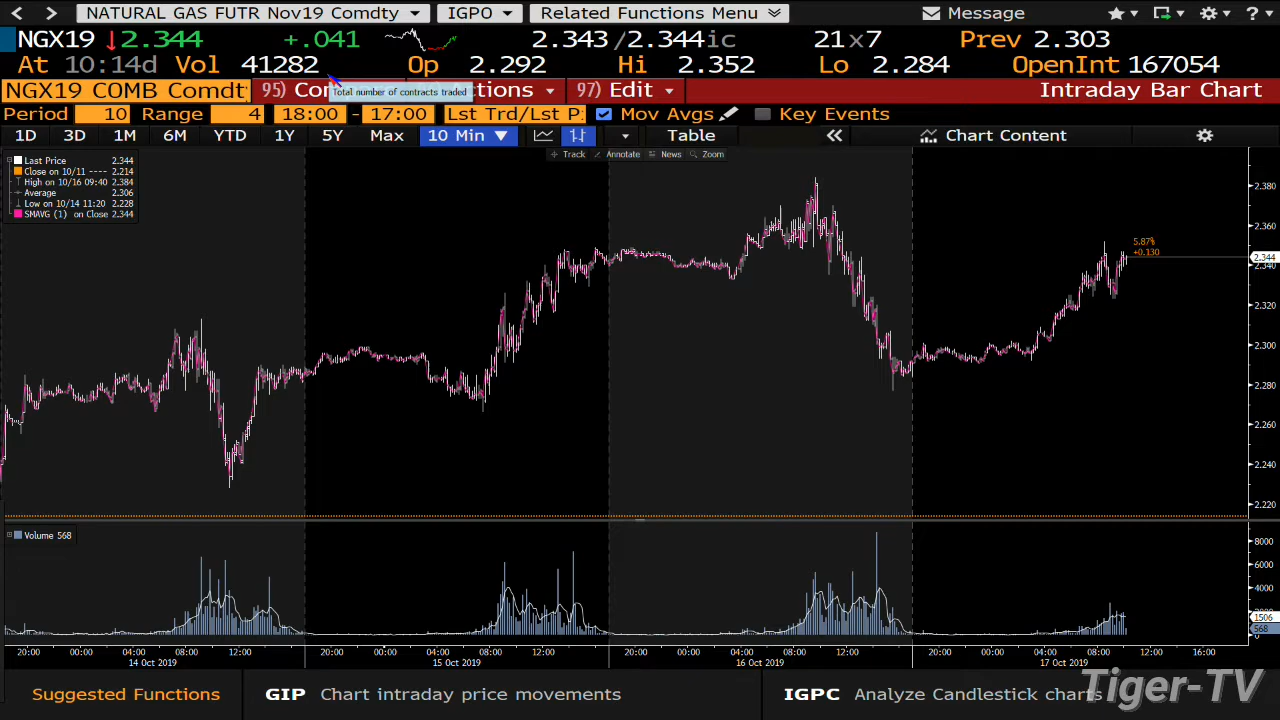 NATURAL GAS FUTR Nov19 Comdty IGPO Related Functions Menu Message ?
NGX19 ↓2.344 +.041 2.343 /2.344ic 21x7 Prev 2.303
At 10:14d Vol 41282 Op 2.292 Hi 2.352 Lo 2.284 OpenInt 167054
NGX19 COMB Comdt 95) Co ons 97) Edit Intraday Bar Chart
Total number of contracts traded
Period 10 Range 4 18:00 - 17:00 Lst Trd/Lst P Mov Avgs Key Events
1D 3D 1M 6M YTD 1Y 5Y Max 10 Min ▼ Table « Chart Content
Track Annotate News Zoom
Last Price 2.344
Close on 10/11 ---- 2.214
High on 10/16 09:40 2.384
Average 2.306
Low on 10/14 11:20 2.228
SMAVG (1) on Close 2.344
2.380
2.360
5.87%
+0.130
2.344
2.340
2.320
2.300
2.280
2.260
2.240
2.220
Volume 568
8000
6000
4000
1506
568
0
20:00 00:00 04:00 08:00 12:00 20:00 00:00 04:00 08:00 12:00 20:00 00:00 04:00 08:00 12:00 20:00 00:00 04:00 08:00 12:00 16:00
14 Oct 2019 15 Oct 2019 16 Oct 2019 17 Oct 2019
Suggested Functions GIP Chart intraday price movements IGPC Analyze Candlestick charts
Tiger-TV